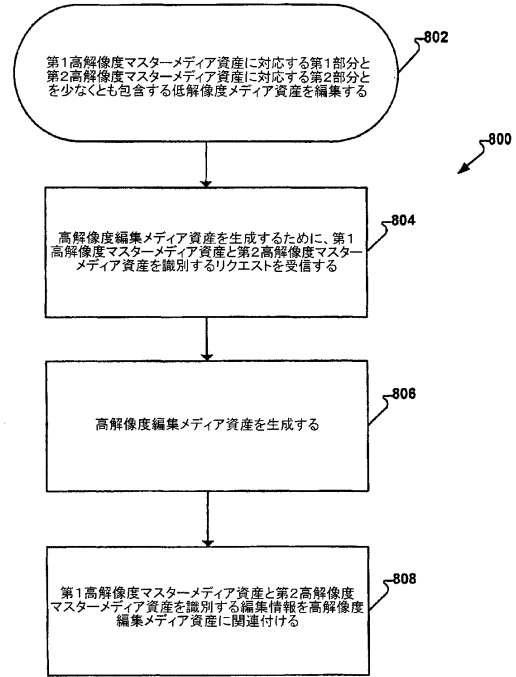 第1高解像度マスターメディア資産に対応する第1部分と
第2高解像度マスターメディア資産に対応する第2部分と
を少なくとも包含する低解像度メディア資産を編集する
802
800
高解像度編集メディア資産を生成するために、第1
高解像度マスターメディア資産と第2高解像度マスター
メディア資産を識別するリクエストを受信する
804
高解像度編集メディア資産を生成する
806
第1高解像度マスターメディア資産と第2高解像度
マスターメディア資産を識別する編集情報を高解像度
編集メディア資産に関連付ける
808